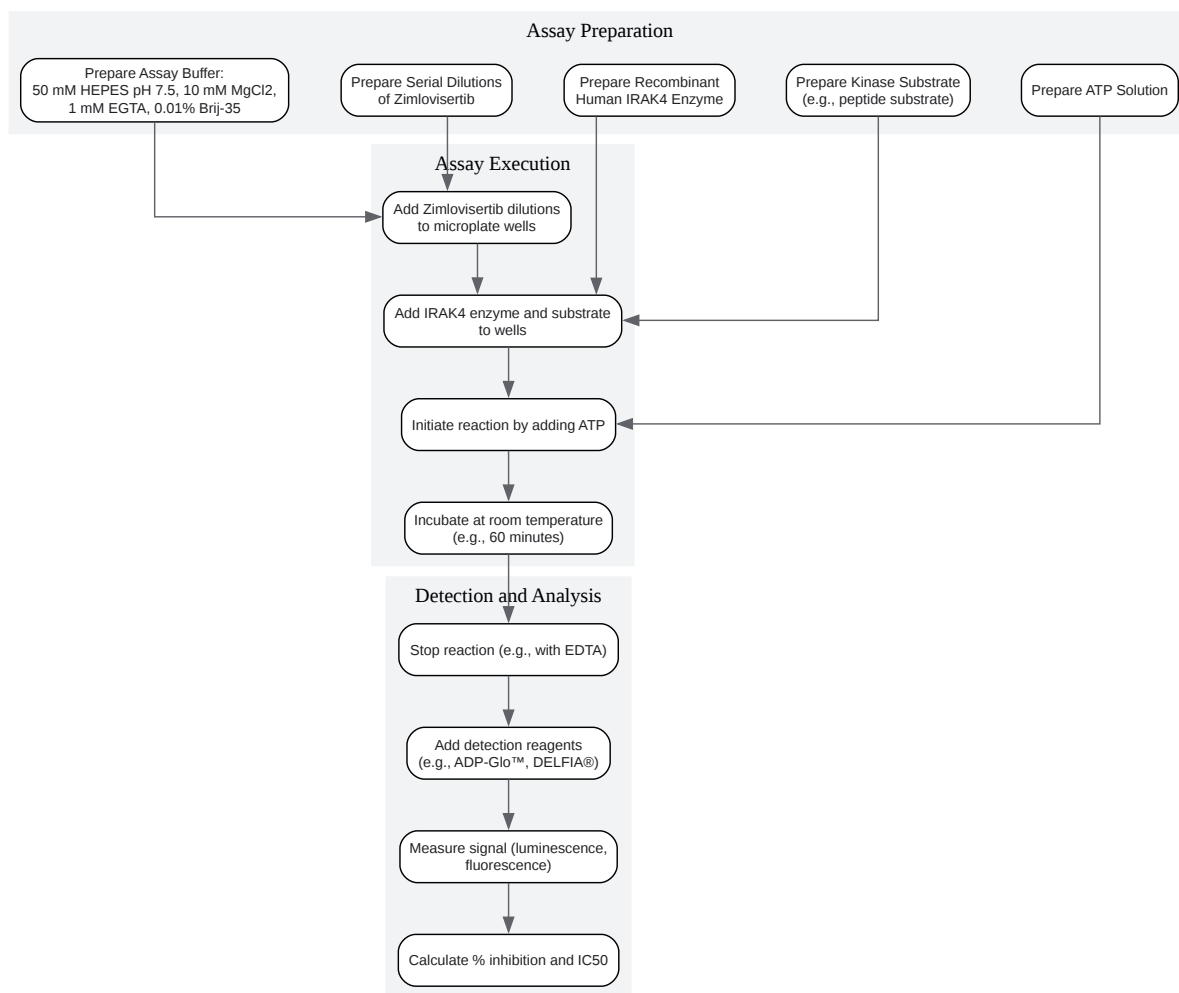 Assay Preparation
Prepare Assay Buffer:
50 mM HEPES pH 7.5, 10 mM MgCl2,
1 mM EGTA, 0.01% Brij-35
Prepare Serial Dilutions
of Zimlovisertib
Prepare Recombinant
Human IRAK4 Enzyme
Prepare Kinase Substrate
(e.g., peptide substrate)
Prepare ATP Solution
Assay Execution
Add Zimlovisertib dilutions
to microplate wells
Add IRAK4 enzyme and substrate
to wells
Initiate reaction by adding ATP
Incubate at room temperature
(e.g., 60 minutes)
Detection and Analysis
Stop reaction (e.g., with EDTA)
Add detection reagents
(e.g., ADP-Glo™, DELFIA®)
Measure signal (luminescence,
fluorescence)
Calculate % inhibition and IC50